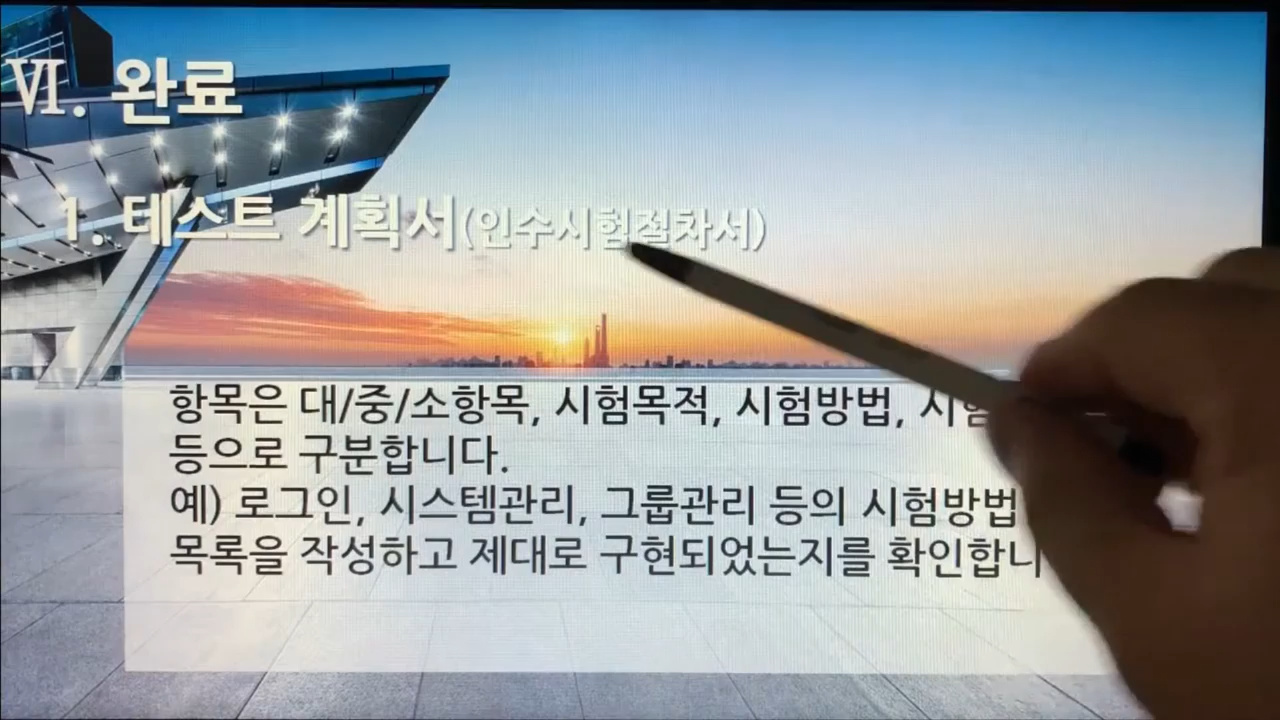 Ⅵ. 완료
1. 테스트 계획서(인수시험절차서)
항목은 대/중/소항목, 시험목적, 시험방법,
등으로 구분합니다.
예) 로그인, 시스템관리, 그룹관리 등의 시험방법
목록을 작성하고 제대로 구현되었는지를